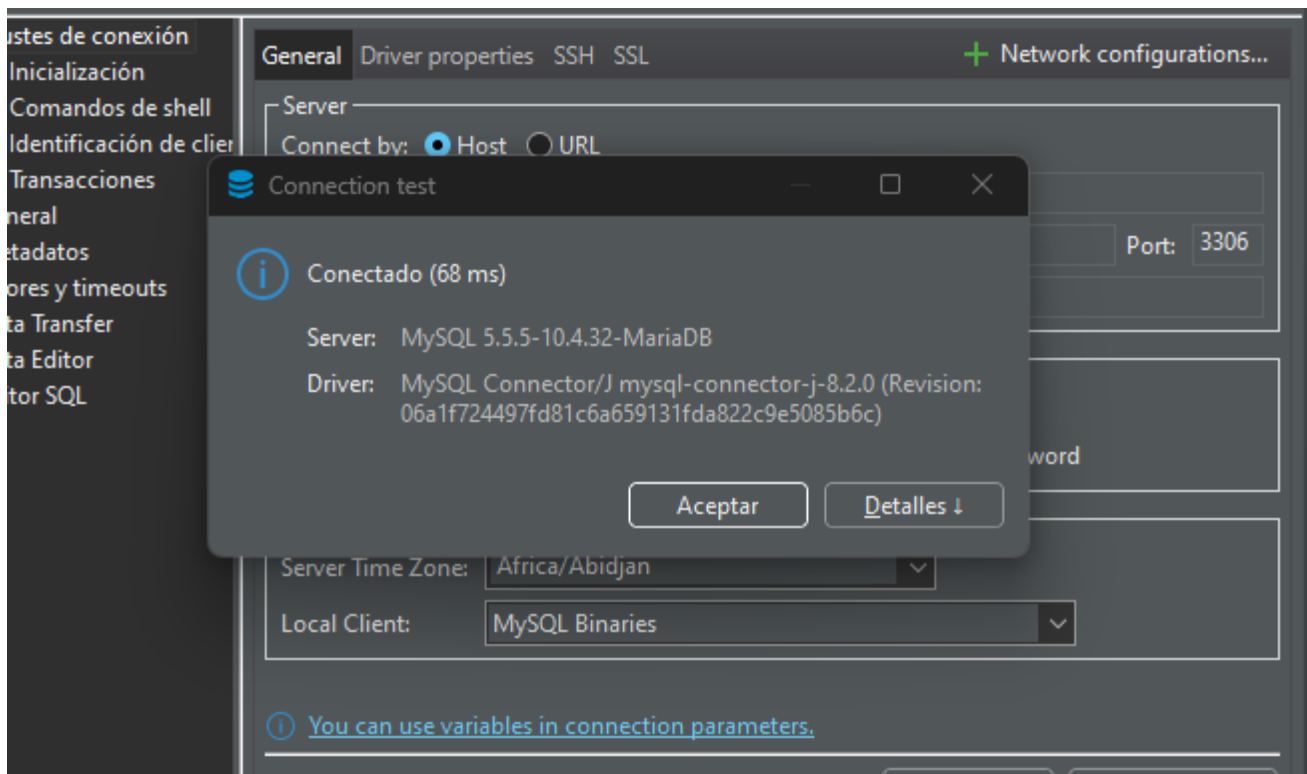 ustes de conexión
Inicialización
Comandos de shell
Identificación de clier
Transacciones
neral
etadatos
ores y timeouts
ta Transfer
ta Editor
tor SQL
General Driver properties SSH SSL + Network configurations...
Server
Connect by: Host URL
Port: 3306
Connection test
Conectado (68 ms)
Server: MySQL 5.5.5-10.4.32-MariaDB
Driver: MySQL Connector/J mysql-connector-j-8.2.0 (Revision:
06a1f724497fd81c6a659131fda822c9e5085b6c)
Aceptar Detalles ↓
word
Server Time Zone: Africa/Abidjan
Local Client: MySQL Binaries
You can use variables in connection parameters.